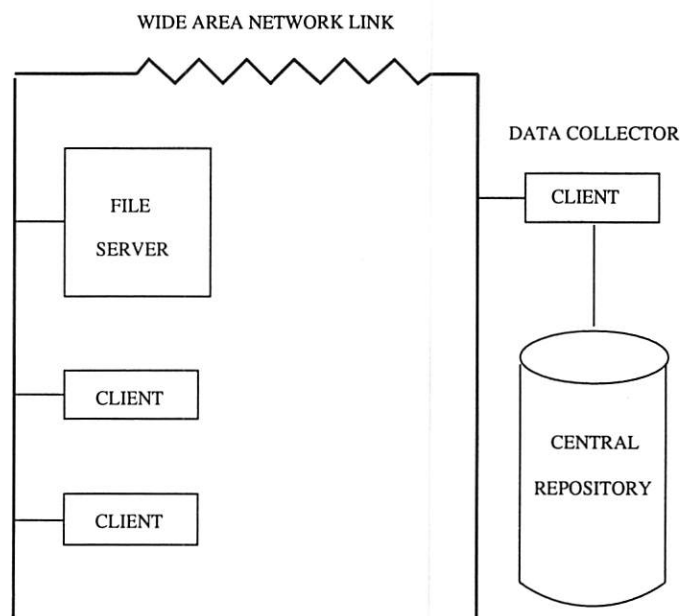 WIDE AREA NETWORK LINK
DATA COLLECTOR
CLIENT
FILE
SERVER
CLIENT
CENTRAL
REPOSITORY
CLIENT